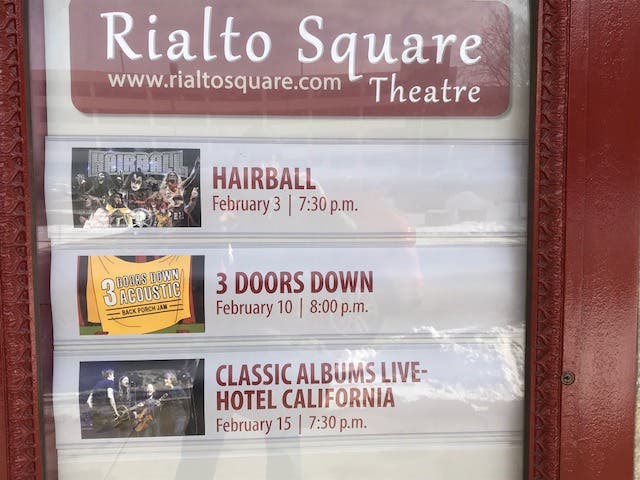 Rialto Square
www.rialtosquare.com
Theatre
HAIRBALL
HAIRBALL
February 3 | 7:30 p.m.
3 DOORS DOWN
ACOUSTIC
BACK PORCH JAM
3 DOORS DOWN
February 10 | 8:00 p.m.
CLASSIC ALBUMS LIVE-
HOTEL CALIFORNIA
February 15 | 7:30 p.m.